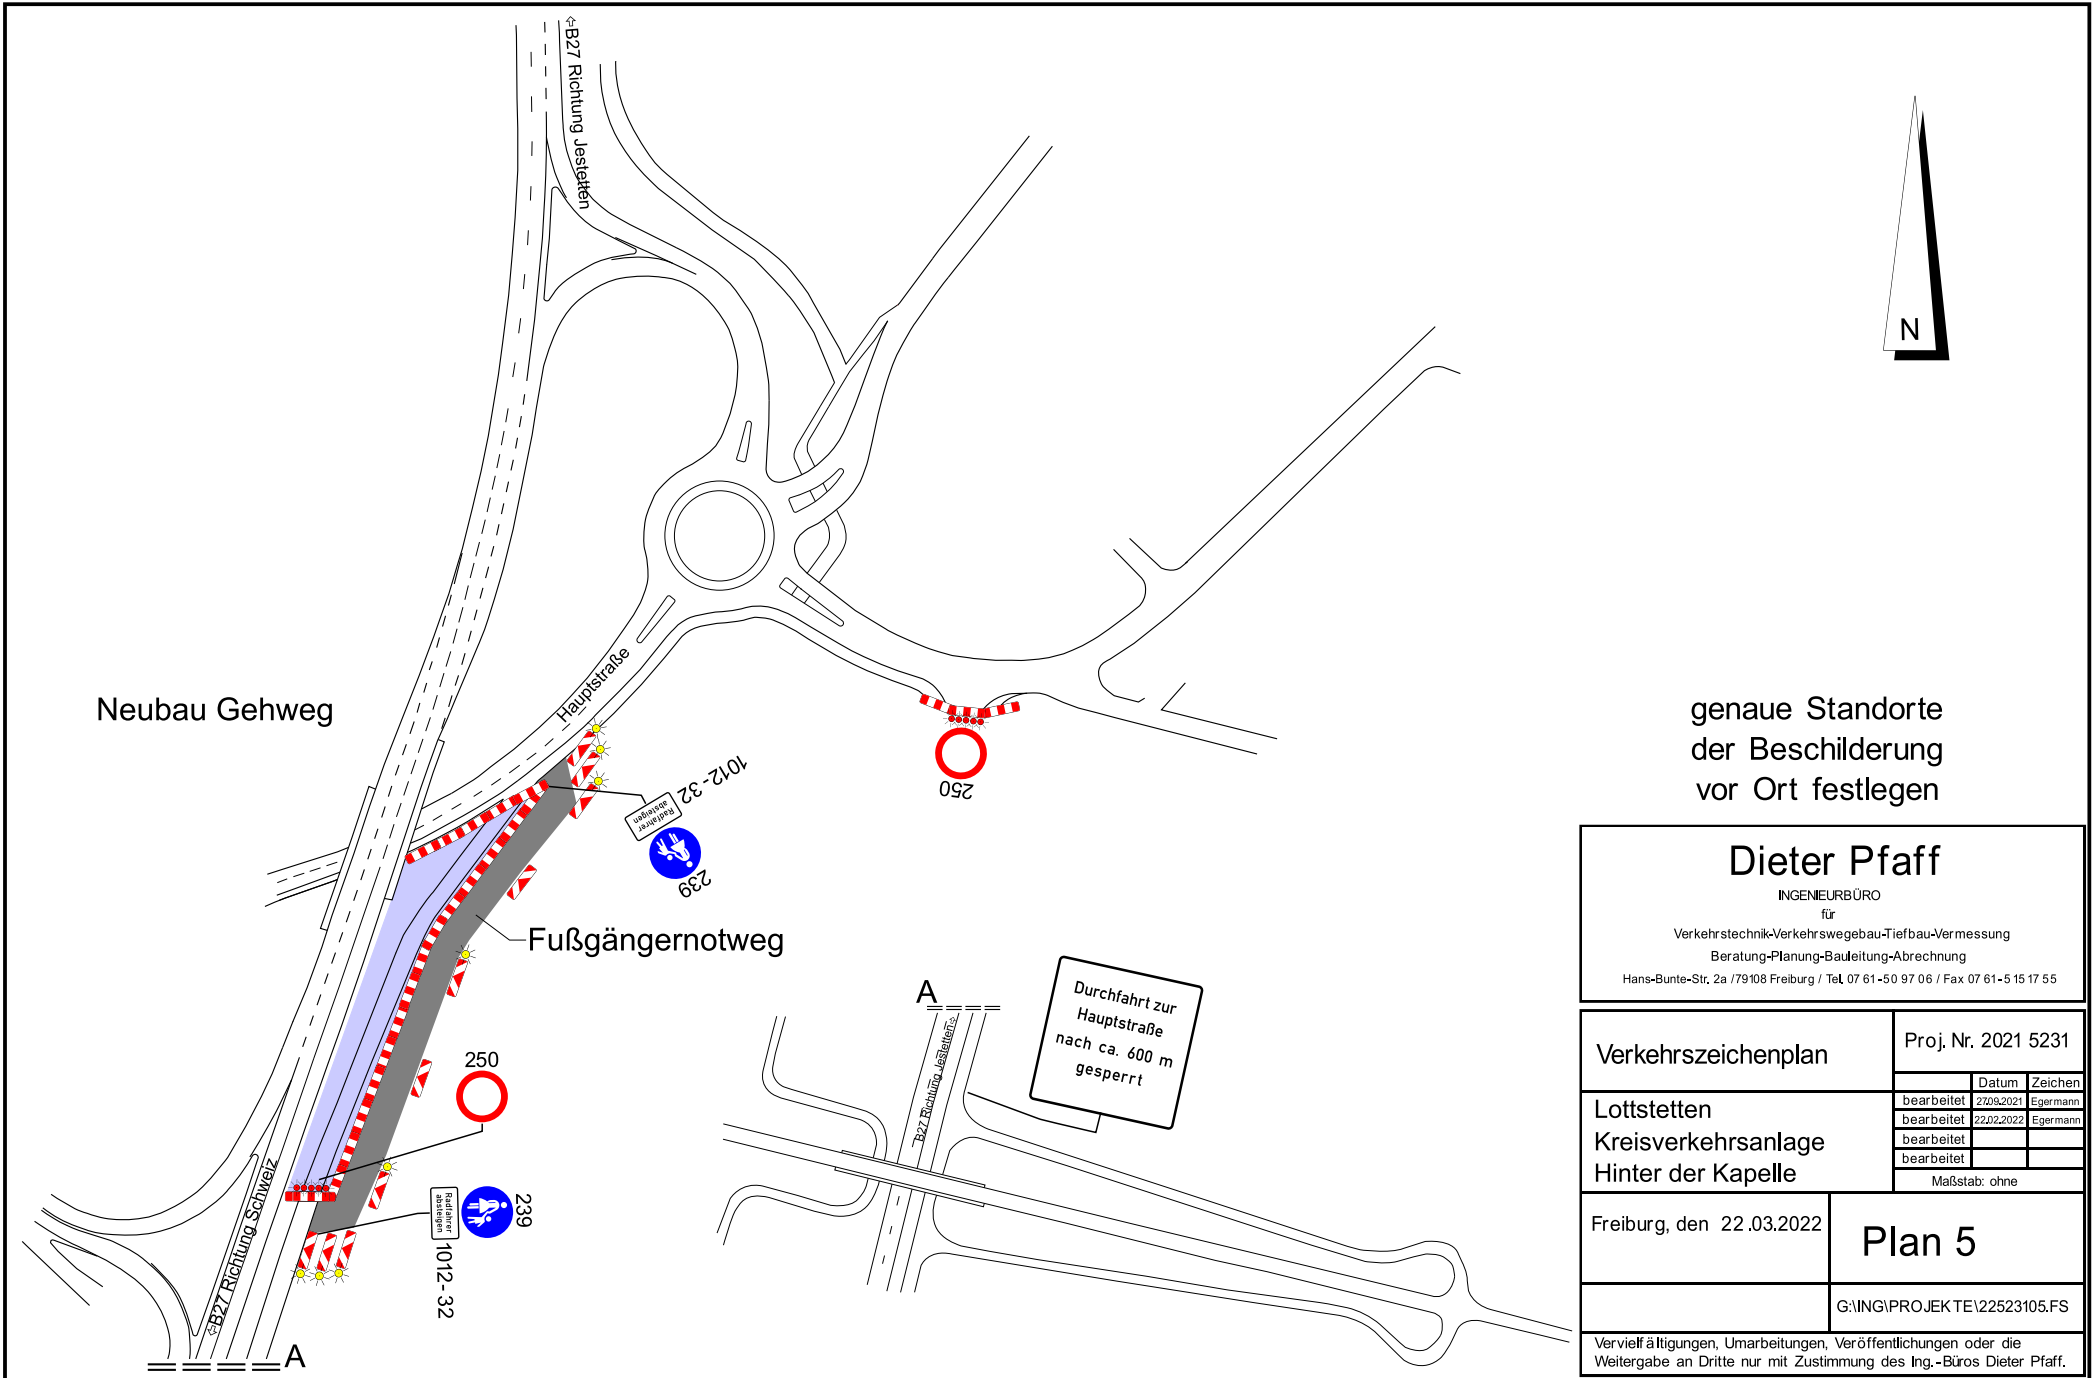 ⇦B27 Richtung Jestetten
N
Neubau Gehweg
Hauptstraße
1012-32
Radfahrer
absteigen
239
250
genaue Standorte
der Beschilderung
vor Ort festlegen
Fußgängernotweg
250
239
Radfahrer
absteigen
1012-32
⇦B27 Richtung Schweiz
A
A
B27 Richtung Jestetten⇨
Durchfahrt zur
Hauptstraße
nach ca. 600 m
gesperrt
Dieter Pfaff
INGENIEURBÜRO
für
Verkehrstechnik-Verkehrswegebau-Tiefbau-Vermessung
Beratung-Planung-Bauleitung-Abrechnung
Hans-Bunte-Str. 2a /79108 Freiburg / Tel. 07 61-50 97 06 / Fax 07 61-5 15 17 55
Verkehrszeichenplan
Proj. Nr. 2021 5231
Datum Zeichen
bearbeitet 27.09.2021 Egermann
bearbeitet 22.02.2022 Egermann
bearbeitet
bearbeitet
Maßstab: ohne
Lottstetten
Kreisverkehrsanlage
Hinter der Kapelle
Freiburg, den 22.03.2022
Plan 5
G:\ING\PROJEKTE\22523105.FS
Vervielfältigungen, Umarbeitungen, Veröffentlichungen oder die
Weitergabe an Dritte nur mit Zustimmung des Ing.-Büros Dieter Pfaff.